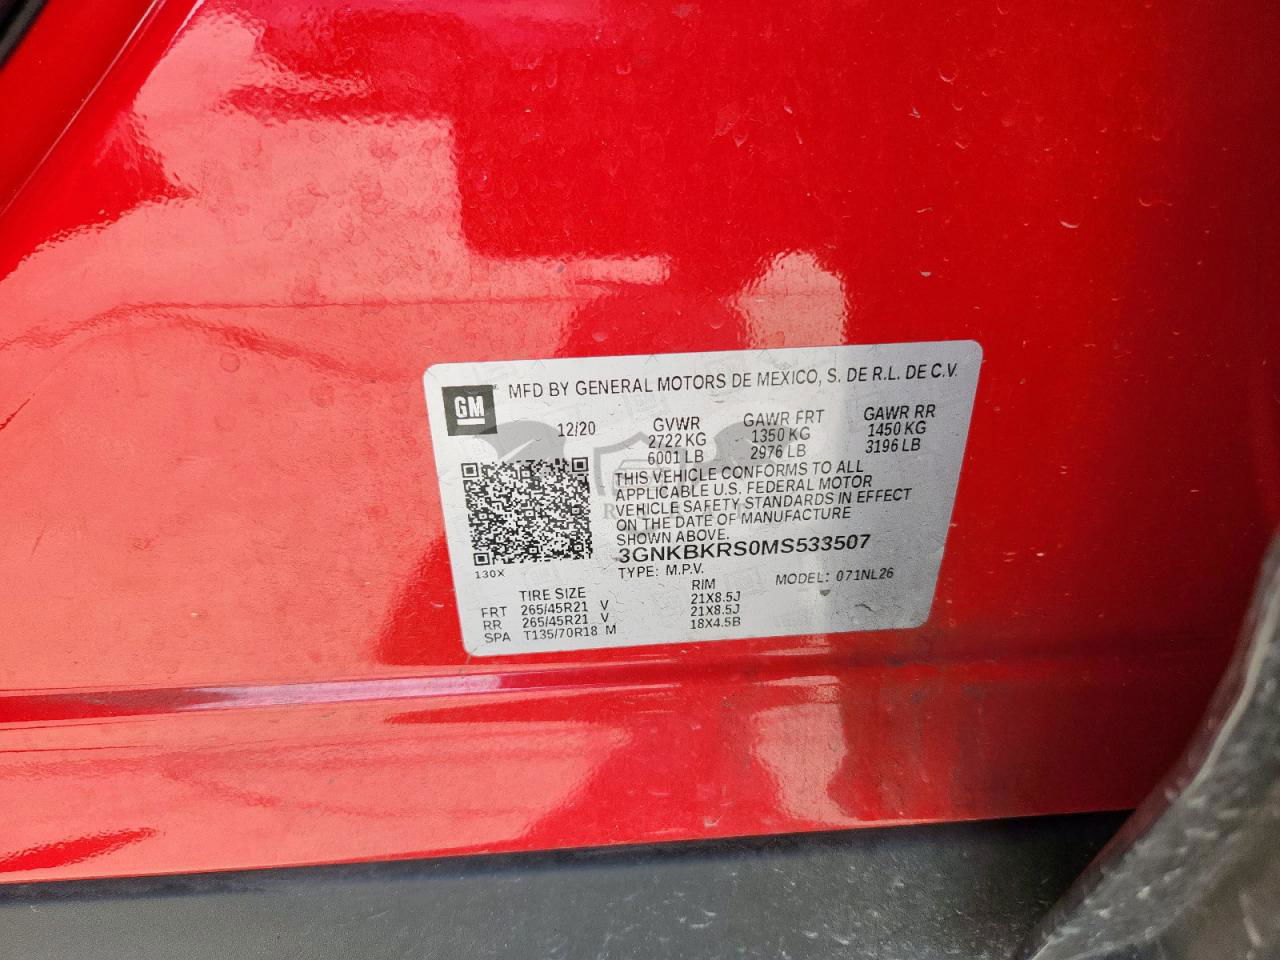 GM
MFD BY GENERAL MOTORS DE MEXICO, S. DE R.L. DE C.V.
12/20 GVWR GAWR FRT GAWR RR
2722 KG 1350 KG 1450 KG
6001 LB 2976 LB 3196 LB
THIS VEHICLE CONFORMS TO ALL
APPLICABLE U.S. FEDERAL MOTOR
VEHICLE SAFETY STANDARDS IN EFFECT
ON THE DATE OF MANUFACTURE
SHOWN ABOVE.
3GNKBKRS0MS533507
130X TYPE: M.P.V. MODEL: 071NL26
TIRE SIZE RIM
FRT 265/45R21 V 21X8.5J
RR 265/45R21 V 21X8.5J
SPA T135/70R18 M 18X4.5B